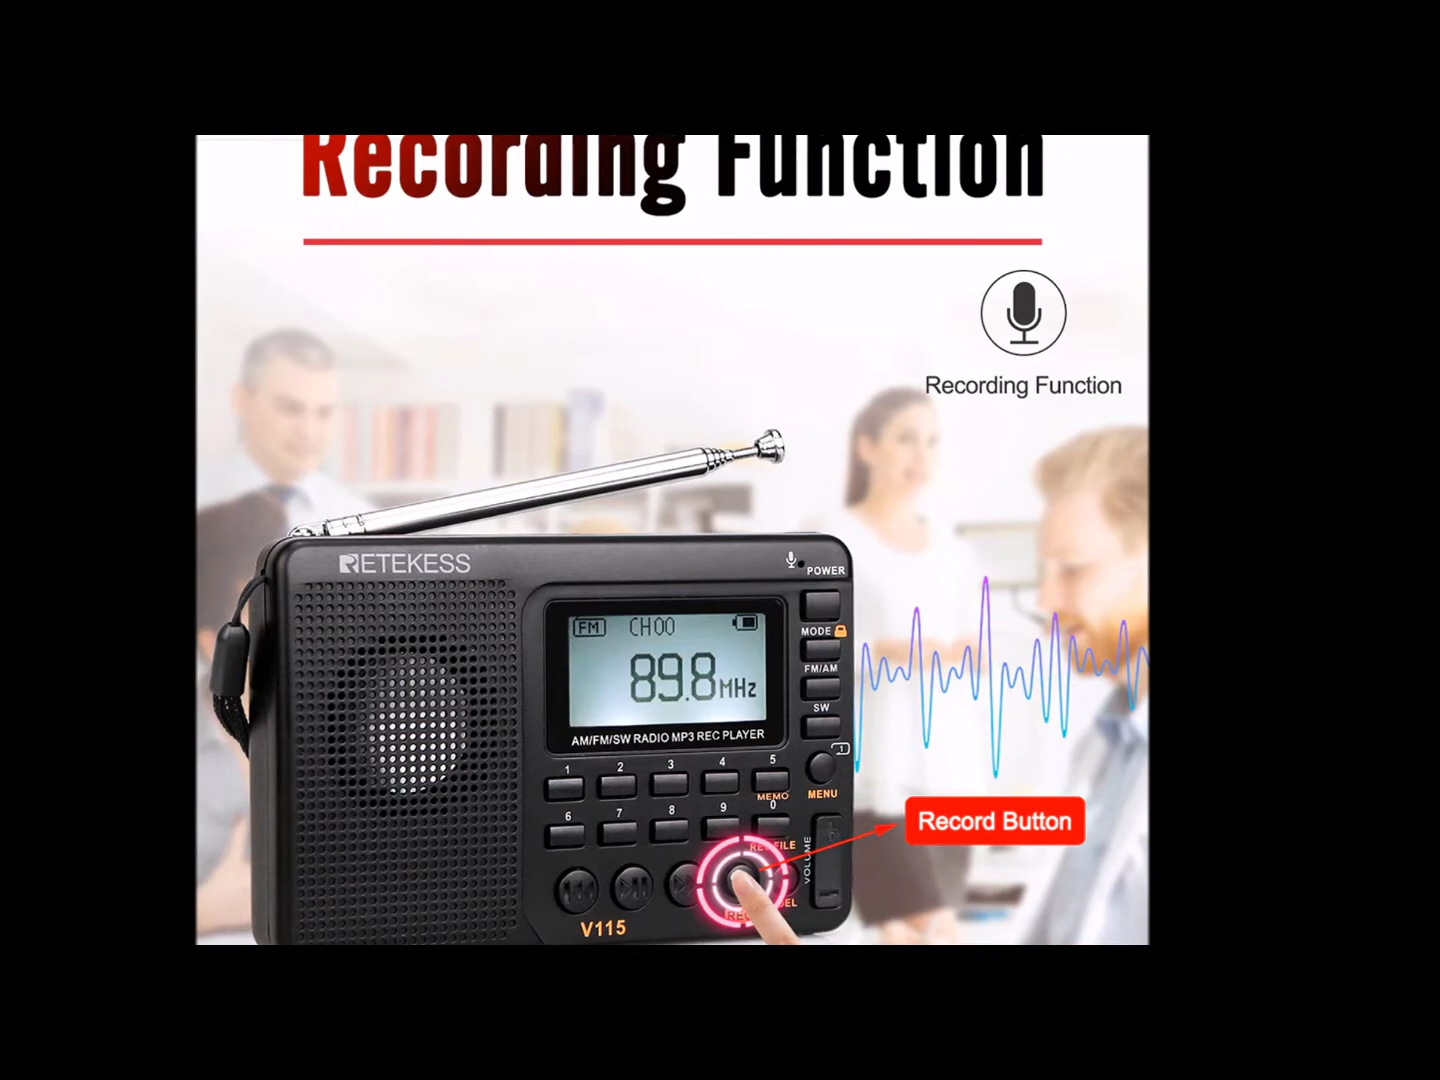 Recording Function
Recording Function
RETEKESS
POWER
FM CH00
89.8MHz
AM/FM/SW RADIO MP3 REC PLAYER
MODE
FM/AM
SW
MENU
1 2 3 4 5
MEMO
6 7 8 9 0
VOLUME
Record Button
V115